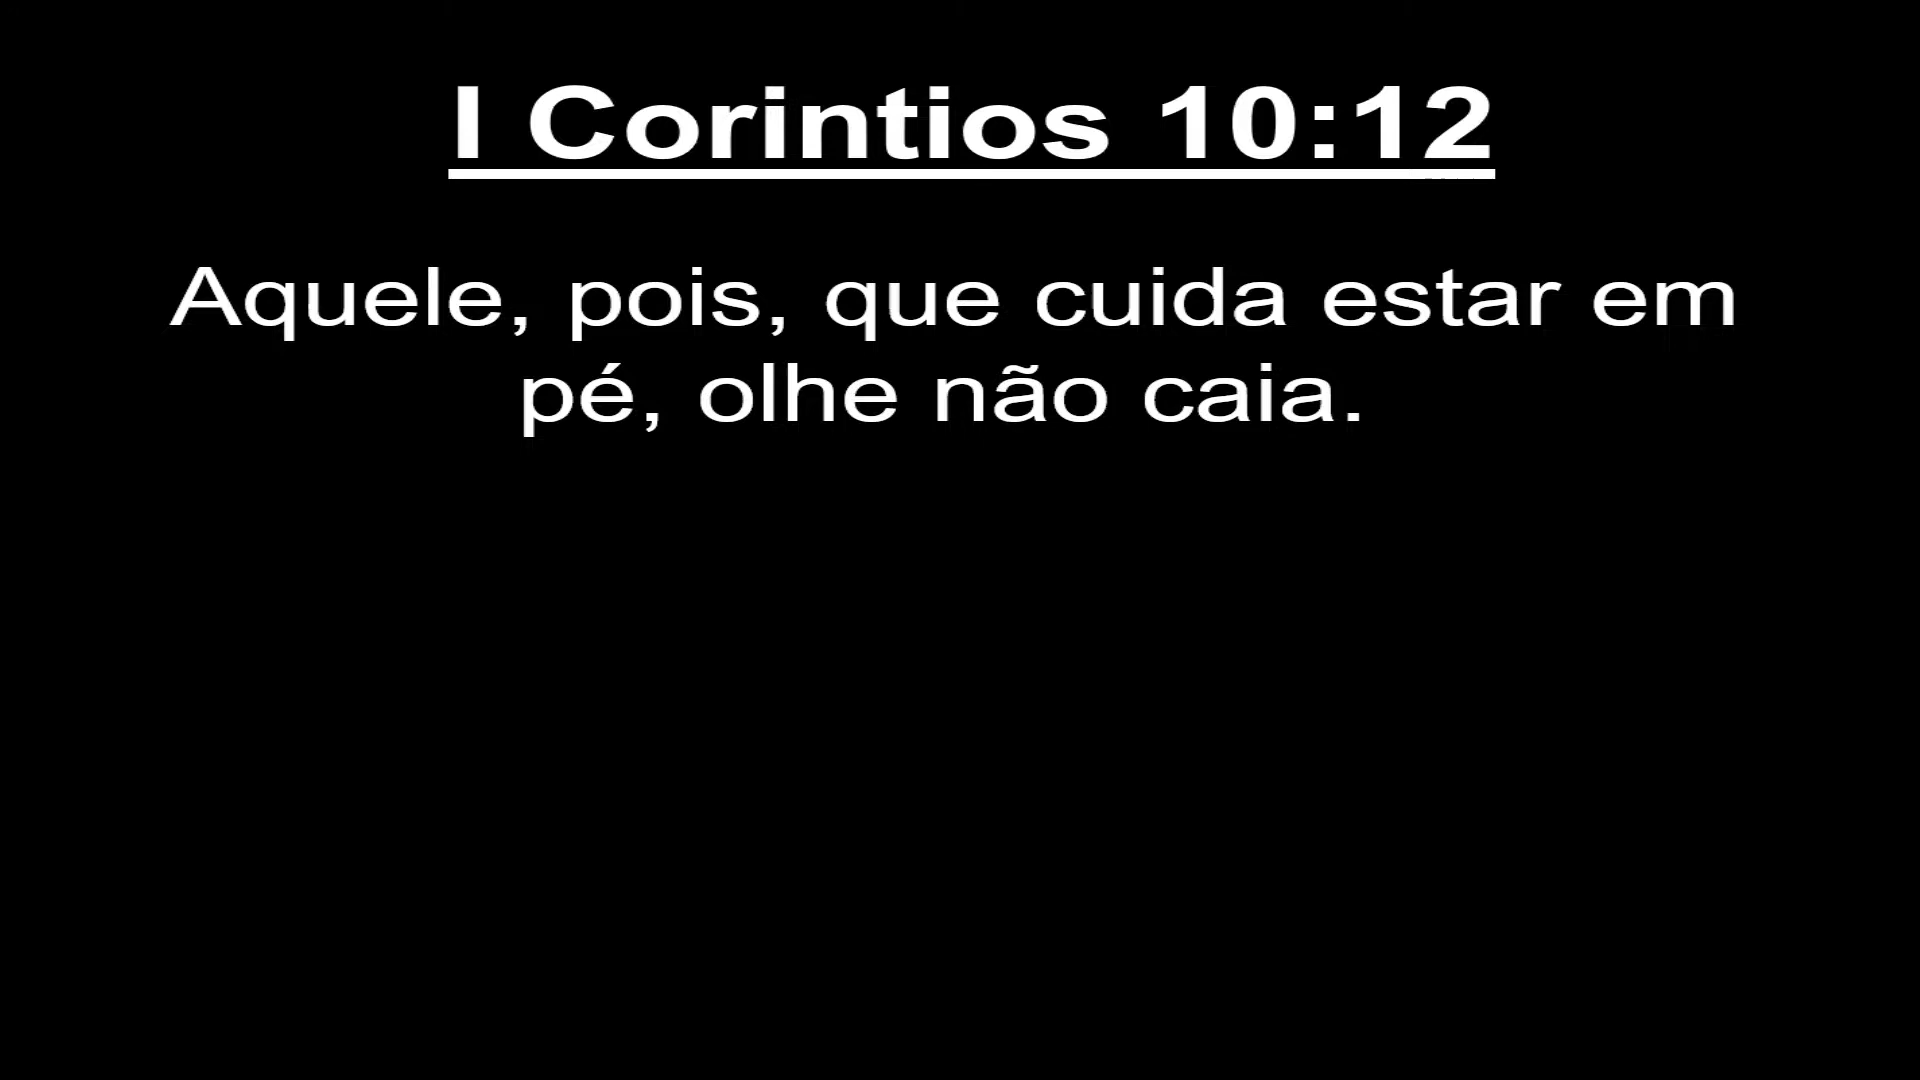 I Corintios 10:12
Aquele, pois, que cuida estar em
pé, olhe não caia.